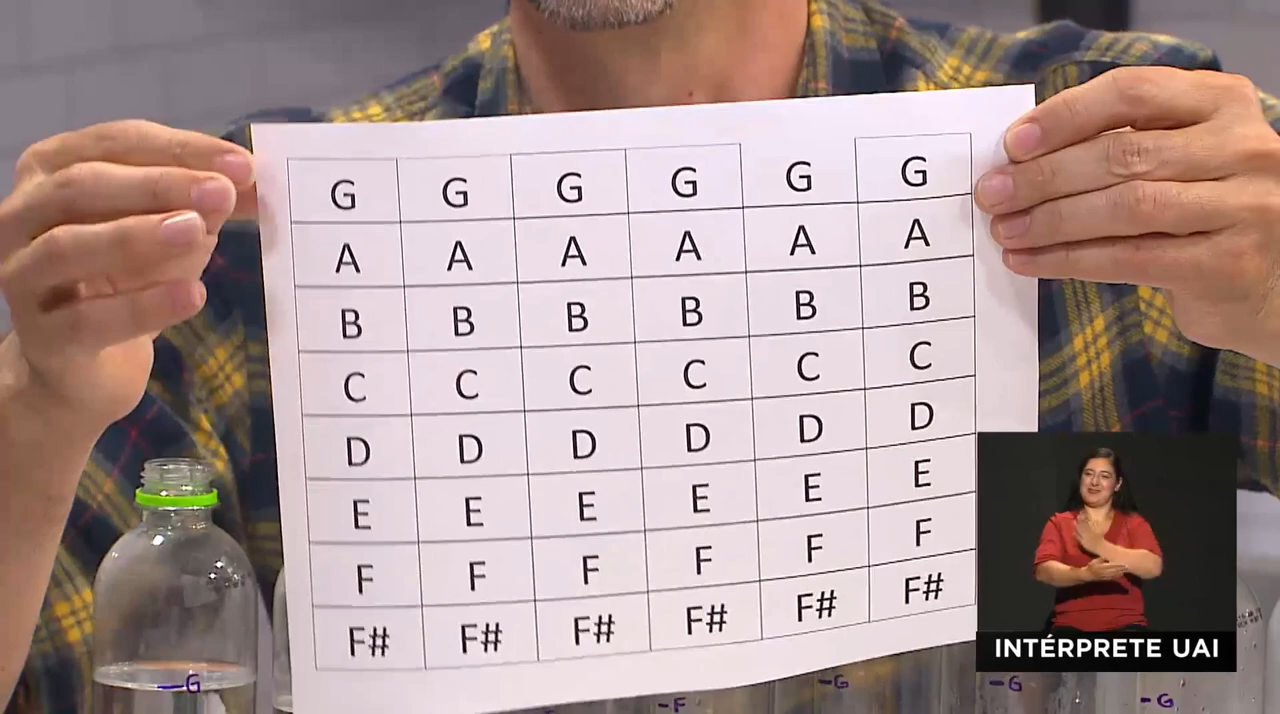 G G G G G G
A A A A A A
B B B B B B
C C C C C C
D D D D D D
E E E E E E
F F F F F F
F# F# F# F# F# F#
INTÉRPRETE UAI
-G
-F
-G
-G
-G